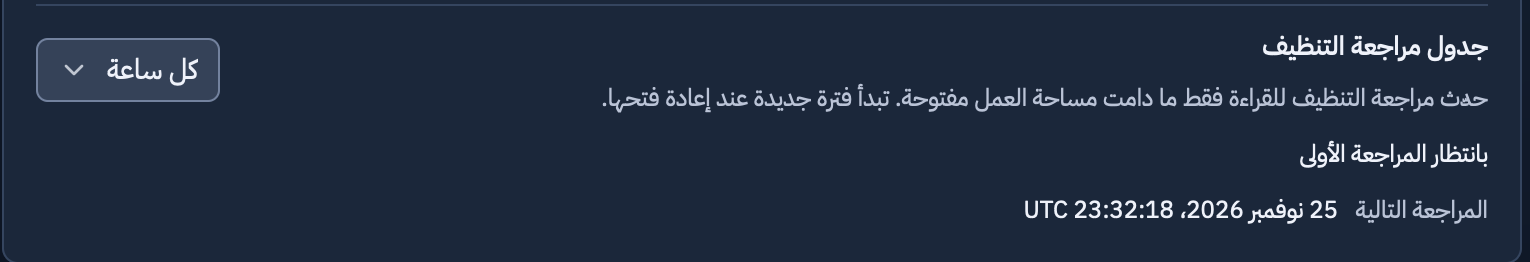 جدول مراجعة التنظيف
كل ساعة
حدث مراجعة التنظيف للقراءة فقط ما دامت مساحة العمل مفتوحة. تبدأ فترة جديدة عند إعادة فتحها.
بانتظار المراجعة الأولى
المراجعة التالية 25 نوفمبر 2026، 23:32:18 UTC